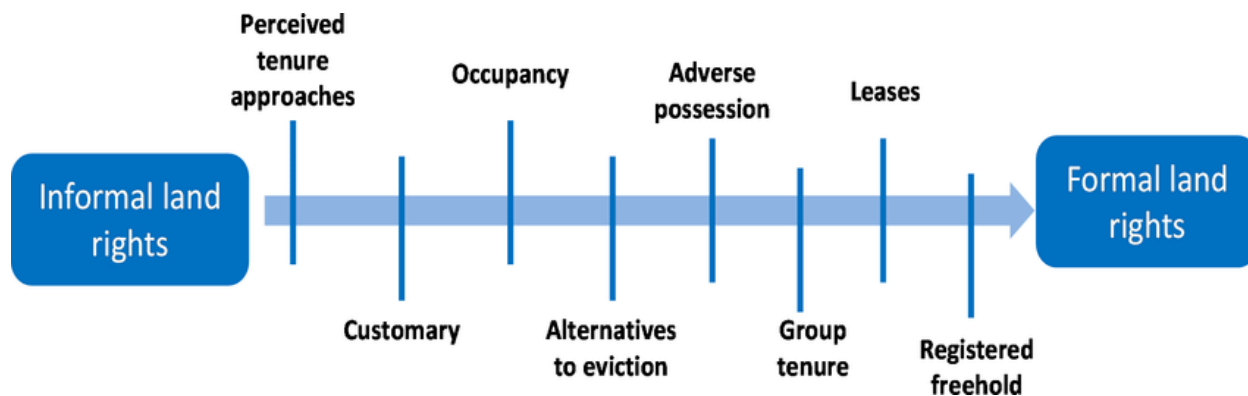 Perceived
tenure
approaches
Occupancy
Adverse
possession
Leases
Informal land
rights
Formal land
rights
Customary
Alternatives
to eviction
Group
tenure
Registered
freehold